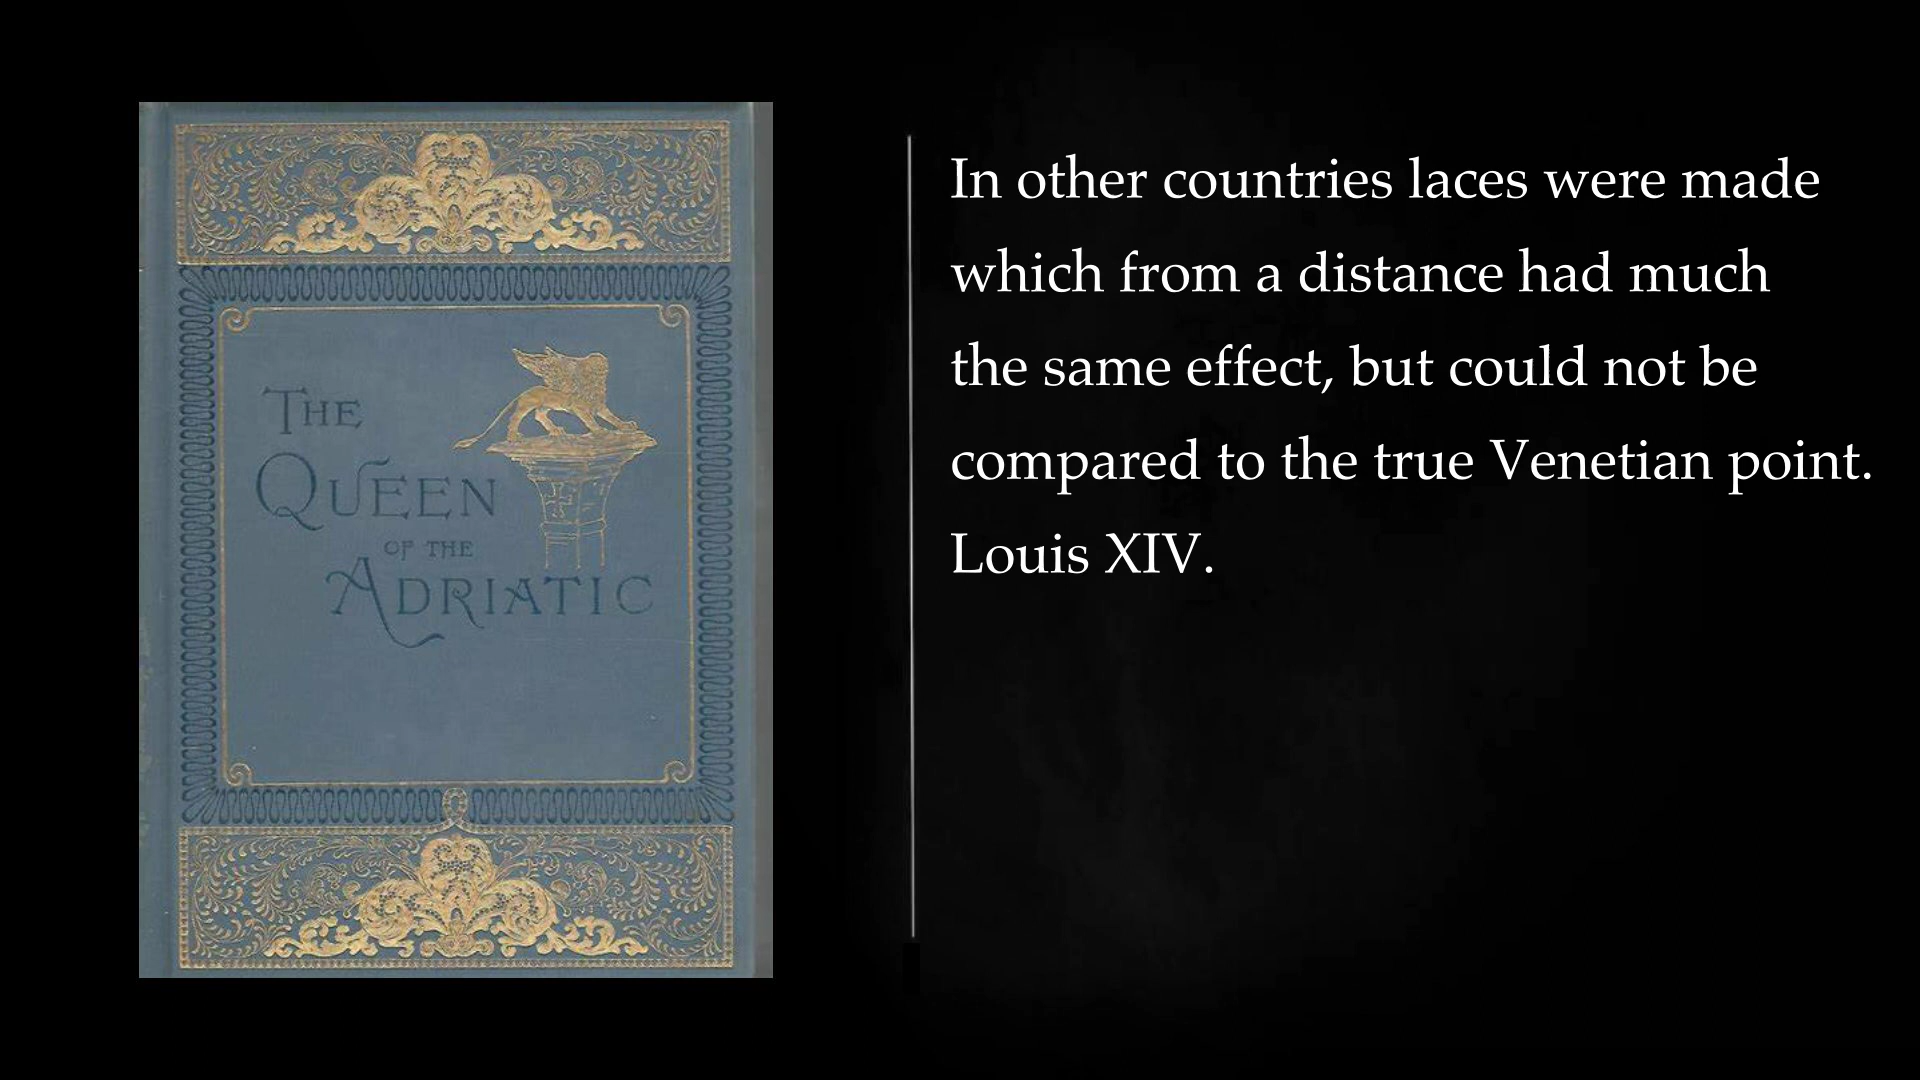 THE
QUEEN
OF THE
ADRIATIC
In other countries laces were made
which from a distance had much
the same effect, but could not be
compared to the true Venetian point.
Louis XIV.